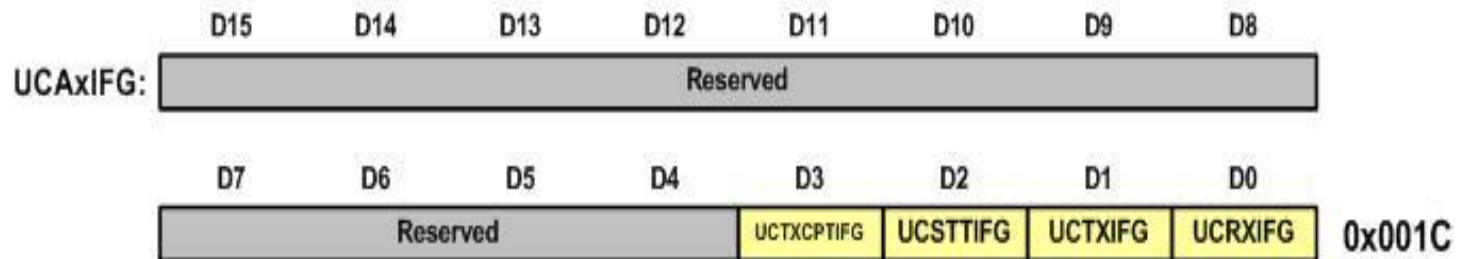 D15 D14 D13 D12 D11 D10 D9 D8
UCAxIFG: Reserved
D7 D6 D5 D4 D3 D2 D1 D0
Reserved UCTXCPTIFG UCSTTIFG UCTXIFG UCRXIFG 0x001C